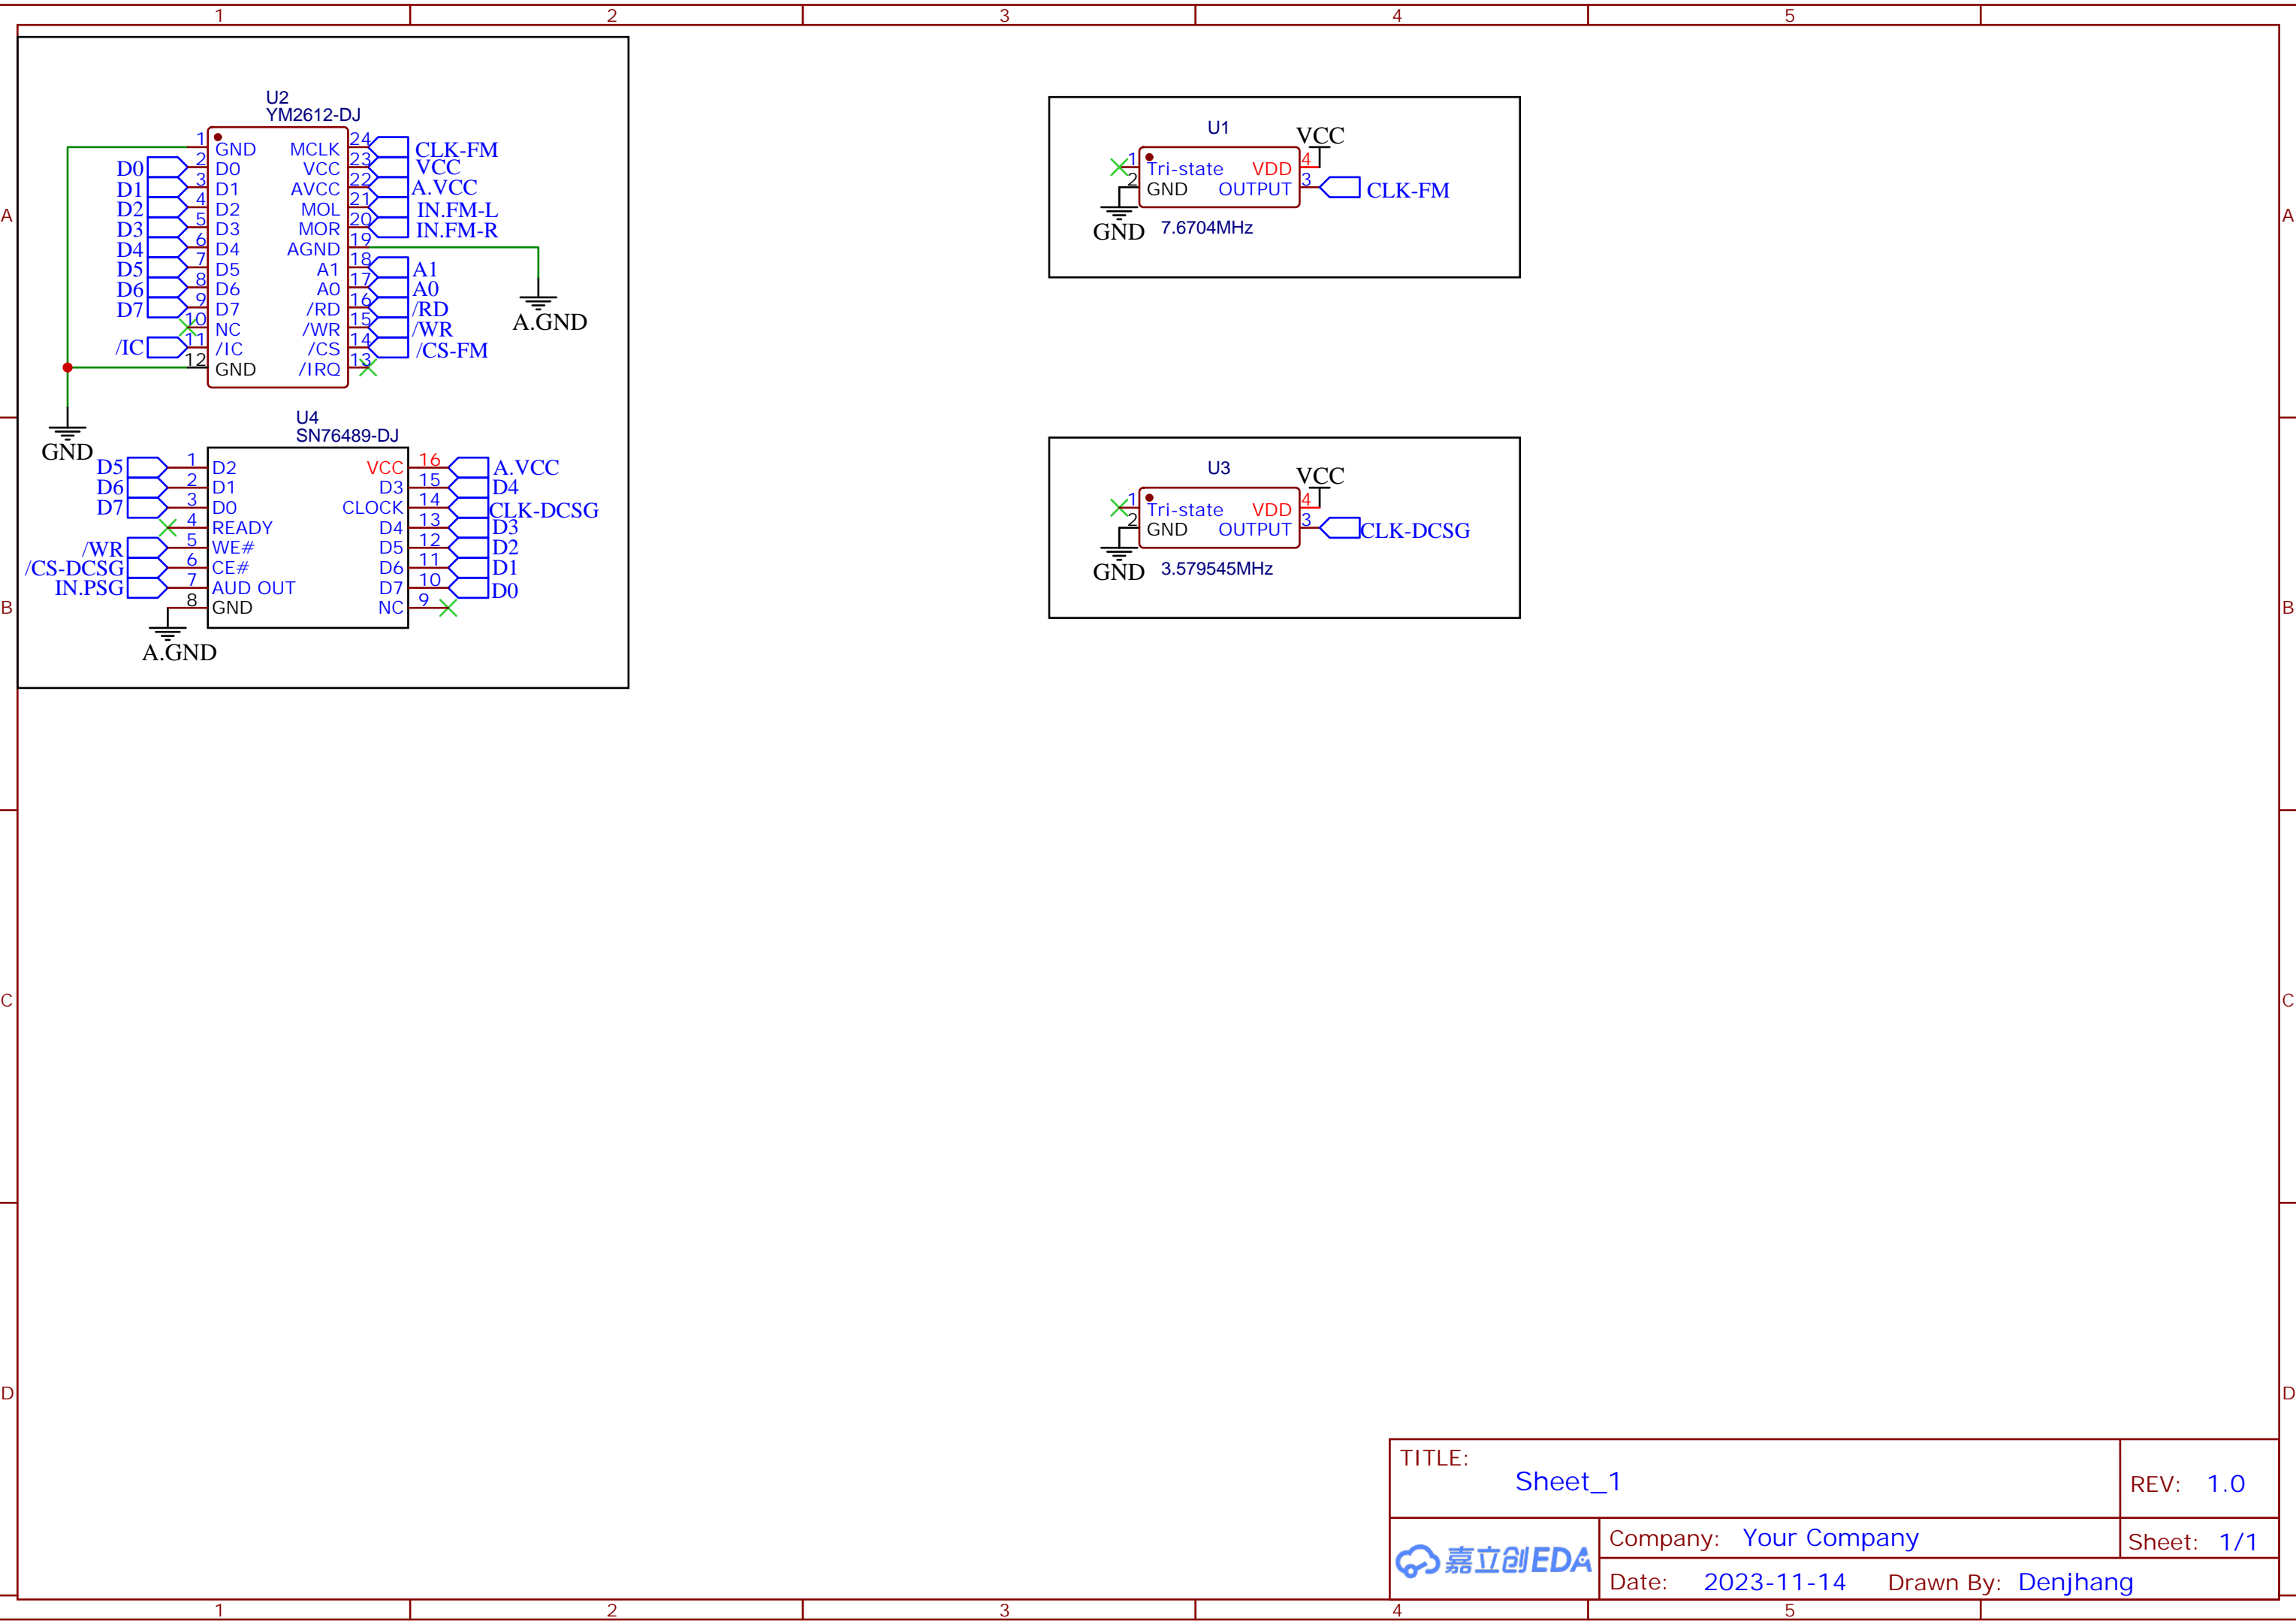 1 2 3 4 5
A
B
C
D
U2
YM2612-DJ
1 GND MCLK 24 CLK-FM
D0 2 D0 VCC 23 VCC
D1 3 D1 AVCC 22 A.VCC
D2 4 D2 MOL 21 IN.FM-L
D3 5 D3 MOR 20 IN.FM-R
D4 6 D4 AGND 19
D5 7 D5 A1 18 A1
D6 8 D6 A0 17 A0
D7 9 D7 /RD 16 /RD
10 NC /WR 15 /WR
/IC 11 /IC /CS 14 /CS-FM
12 GND /IRQ 13
A.GND
GND
U4
SN76489-DJ
D5 1 D2 VCC 16 A.VCC
D6 2 D1 D3 15 D4
D7 3 D0 CLOCK 14 CLK-DCSG
4 READY D4 13 D3
/WR 5 WE# D5 12 D2
/CS-DCSG 6 CE# D6 11 D1
IN.PSG 7 AUD OUT D7 10 D0
8 GND NC 9
A.GND
U1
VCC
1 Tri-state VDD 4
2 GND OUTPUT 3 CLK-FM
GND 7.6704MHz
U3
VCC
1 Tri-state VDD 4
2 GND OUTPUT 3 CLK-DCSG
GND 3.579545MHz
A
B
C
D
TITLE:
Sheet_1
REV: 1.0
嘉立创EDA
Company: Your Company
Sheet: 1/1
Date: 2023-11-14 Drawn By: Denjhang
1 2 3 4 5